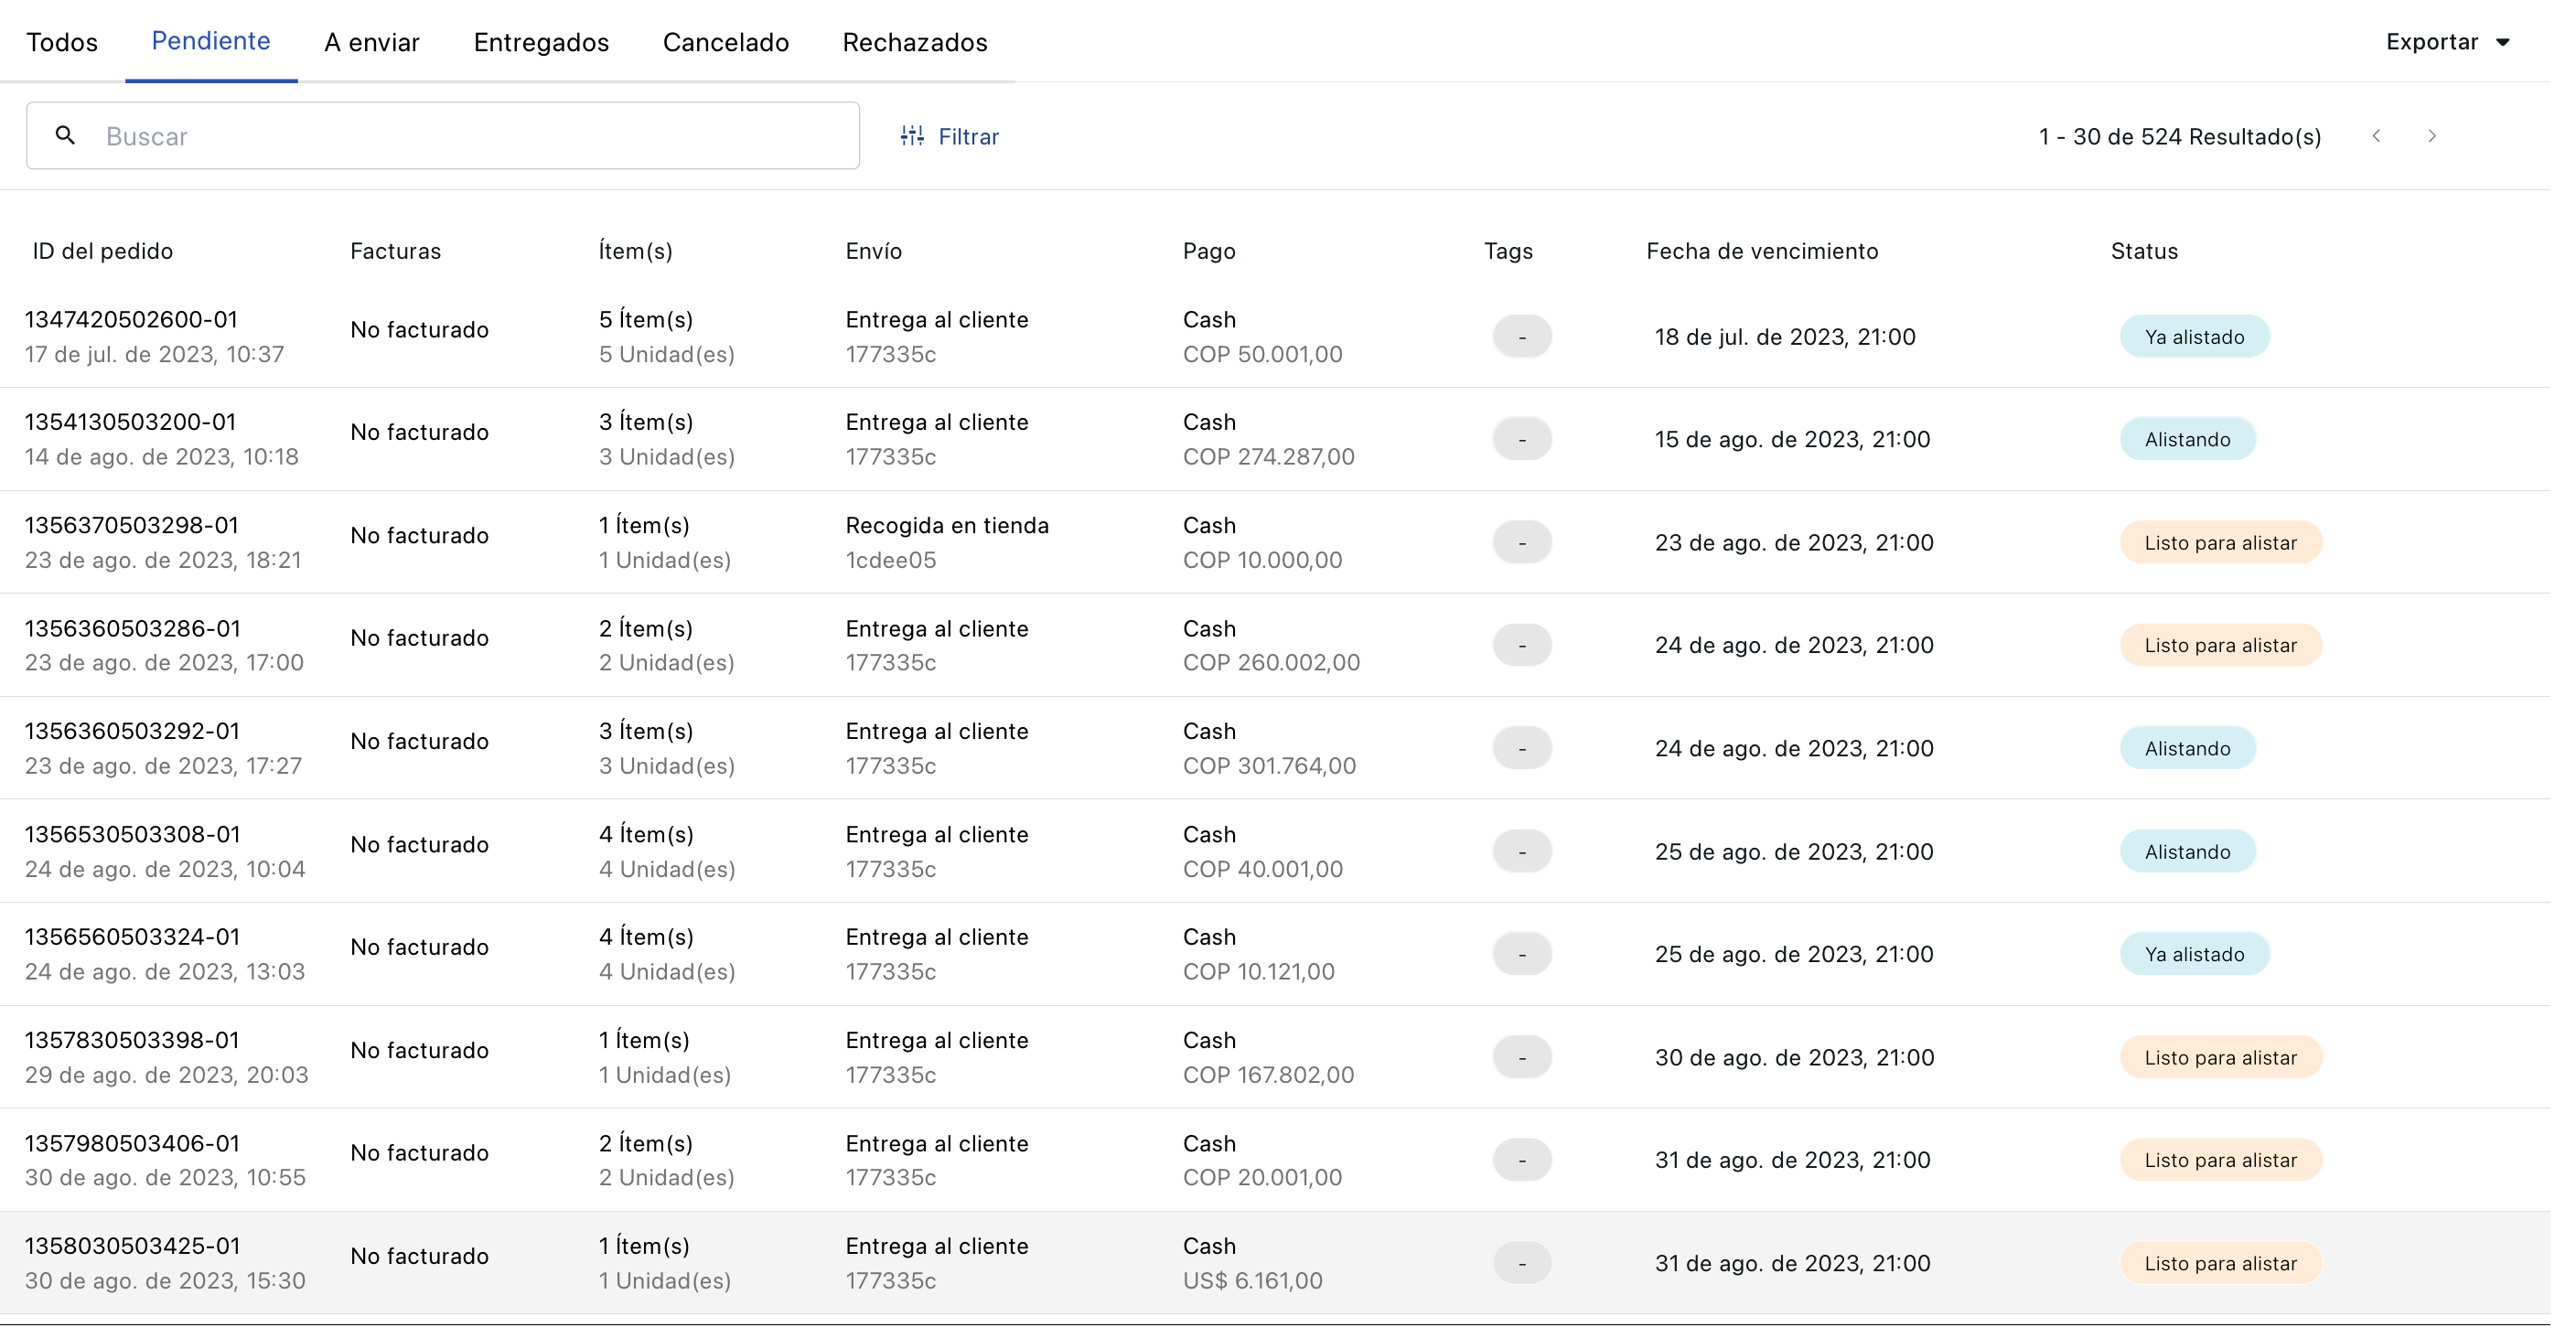 Todos Pendiente A enviar Entregados Cancelado Rechazados Exportar
Buscar Filtrar 1 - 30 de 524 Resultado(s)
ID del pedido Facturas Ítem(s) Envío Pago Tags Fecha de vencimiento Status
1347420502600-01 No facturado 5 Ítem(s) Entrega al cliente Cash - 18 de jul. de 2023, 21:00 Ya alistado
17 de jul. de 2023, 10:37 5 Unidad(es) 177335c COP 50.001,00
1354130503200-01 No facturado 3 Ítem(s) Entrega al cliente Cash - 15 de ago. de 2023, 21:00 Alistando
14 de ago. de 2023, 10:18 3 Unidad(es) 177335c COP 274.287,00
1356370503298-01 No facturado 1 Ítem(s) Recogida en tienda Cash - 23 de ago. de 2023, 21:00 Listo para alistar
23 de ago. de 2023, 18:21 1 Unidad(es) 1cdee05 COP 10.000,00
1356360503286-01 No facturado 2 Ítem(s) Entrega al cliente Cash - 24 de ago. de 2023, 21:00 Listo para alistar
23 de ago. de 2023, 17:00 2 Unidad(es) 177335c COP 260.002,00
1356360503292-01 No facturado 3 Ítem(s) Entrega al cliente Cash - 24 de ago. de 2023, 21:00 Alistando
23 de ago. de 2023, 17:27 3 Unidad(es) 177335c COP 301.764,00
1356530503308-01 No facturado 4 Ítem(s) Entrega al cliente Cash - 25 de ago. de 2023, 21:00 Alistando
24 de ago. de 2023, 10:04 4 Unidad(es) 177335c COP 40.001,00
1356560503324-01 No facturado 4 Ítem(s) Entrega al cliente Cash - 25 de ago. de 2023, 21:00 Ya alistado
24 de ago. de 2023, 13:03 4 Unidad(es) 177335c COP 10.121,00
1357830503398-01 No facturado 1 Ítem(s) Entrega al cliente Cash - 30 de ago. de 2023, 21:00 Listo para alistar
29 de ago. de 2023, 20:03 1 Unidad(es) 177335c COP 167.802,00
1357980503406-01 No facturado 2 Ítem(s) Entrega al cliente Cash - 31 de ago. de 2023, 21:00 Listo para alistar
30 de ago. de 2023, 10:55 2 Unidad(es) 177335c COP 20.001,00
1358030503425-01 No facturado 1 Ítem(s) Entrega al cliente Cash - 31 de ago. de 2023, 21:00 Listo para alistar
30 de ago. de 2023, 15:30 1 Unidad(es) 177335c US$ 6.161,00